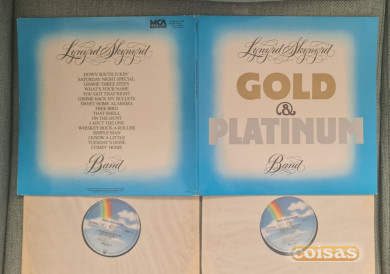 MCA
Lynyrd Skynyrd
DOWN SOUTH JUKIN'
SATURDAY NIGHT SPECIAL
GIMME THREE STEPS
WHAT'S YOUR NAME
YOU GOT THAT RIGHT
GIMME BACK MY BULLETS
SWEET HOME ALABAMA
FREE BIRD
THAT SMELL
ON THE HUNT
I AIN'T THE ONE
WHISKEY ROCK-A-ROLLER
SIMPLE MAN
I KNOW A LITTLE
TUESDAY'S GONE
COMIN' HOME
Band
Lynyrd Skynyrd
GOLD
&
PLATINUM
Band
coisas